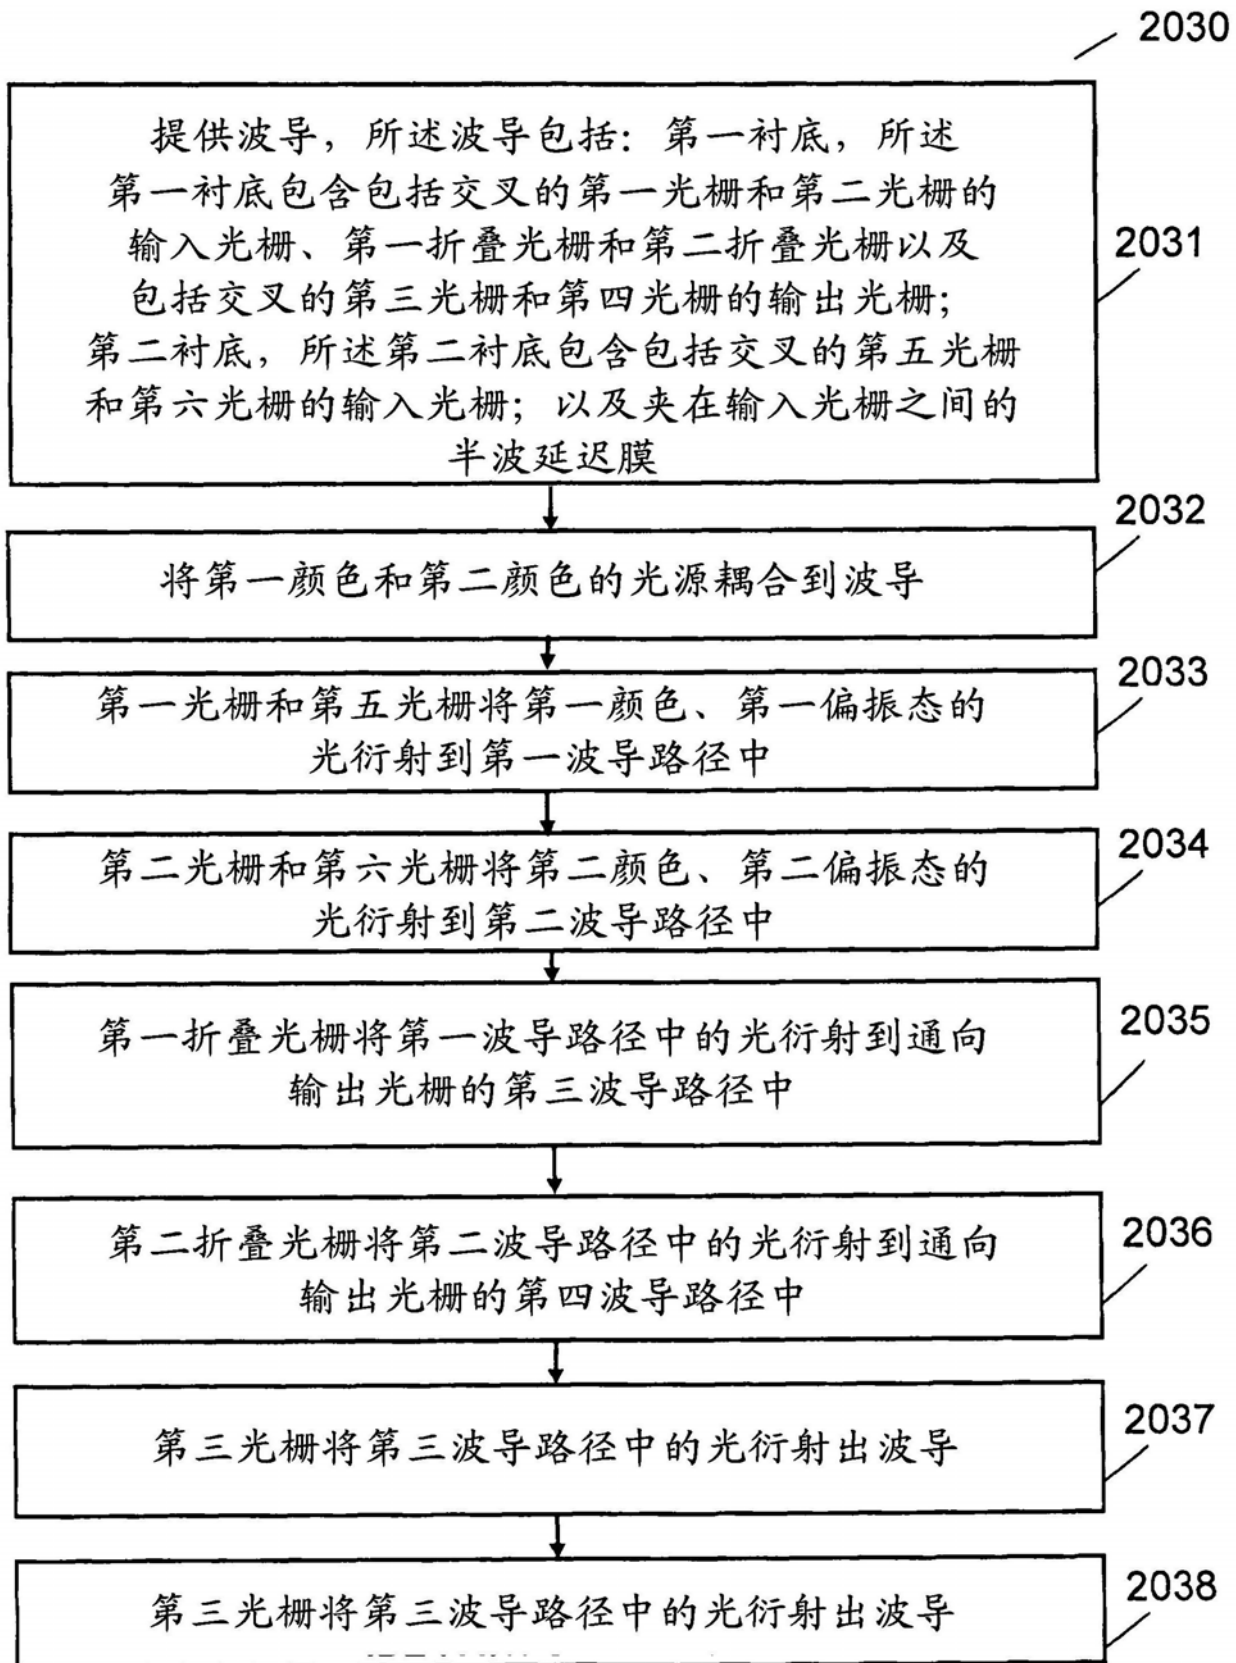 2030
提供波导，所述波导包括：第一衬底，所述
第一衬底包含包括交叉的第一光栅和第二光栅的
输入光栅、第一折叠光栅和第二折叠光栅以及
包括交叉的第三光栅和第四光栅的输出光栅；
第二衬底，所述第二衬底包含包括交叉的第五光栅
和第六光栅的输入光栅；以及夹在输入光栅之间的
半波延迟膜
2031
将第一颜色和第二颜色的光源耦合到波导
2032
第一光栅和第五光栅将第一颜色、第一偏振态的
光衍射到第一波导路径中
2033
第二光栅和第六光栅将第二颜色、第二偏振态的
光衍射到第二波导路径中
2034
第一折叠光栅将第一波导路径中的光衍射到通向
输出光栅的第三波导路径中
2035
第二折叠光栅将第二波导路径中的光衍射到通向
输出光栅的第四波导路径中
2036
第三光栅将第三波导路径中的光衍射出波导
2037
第三光栅将第三波导路径中的光衍射出波导
2038